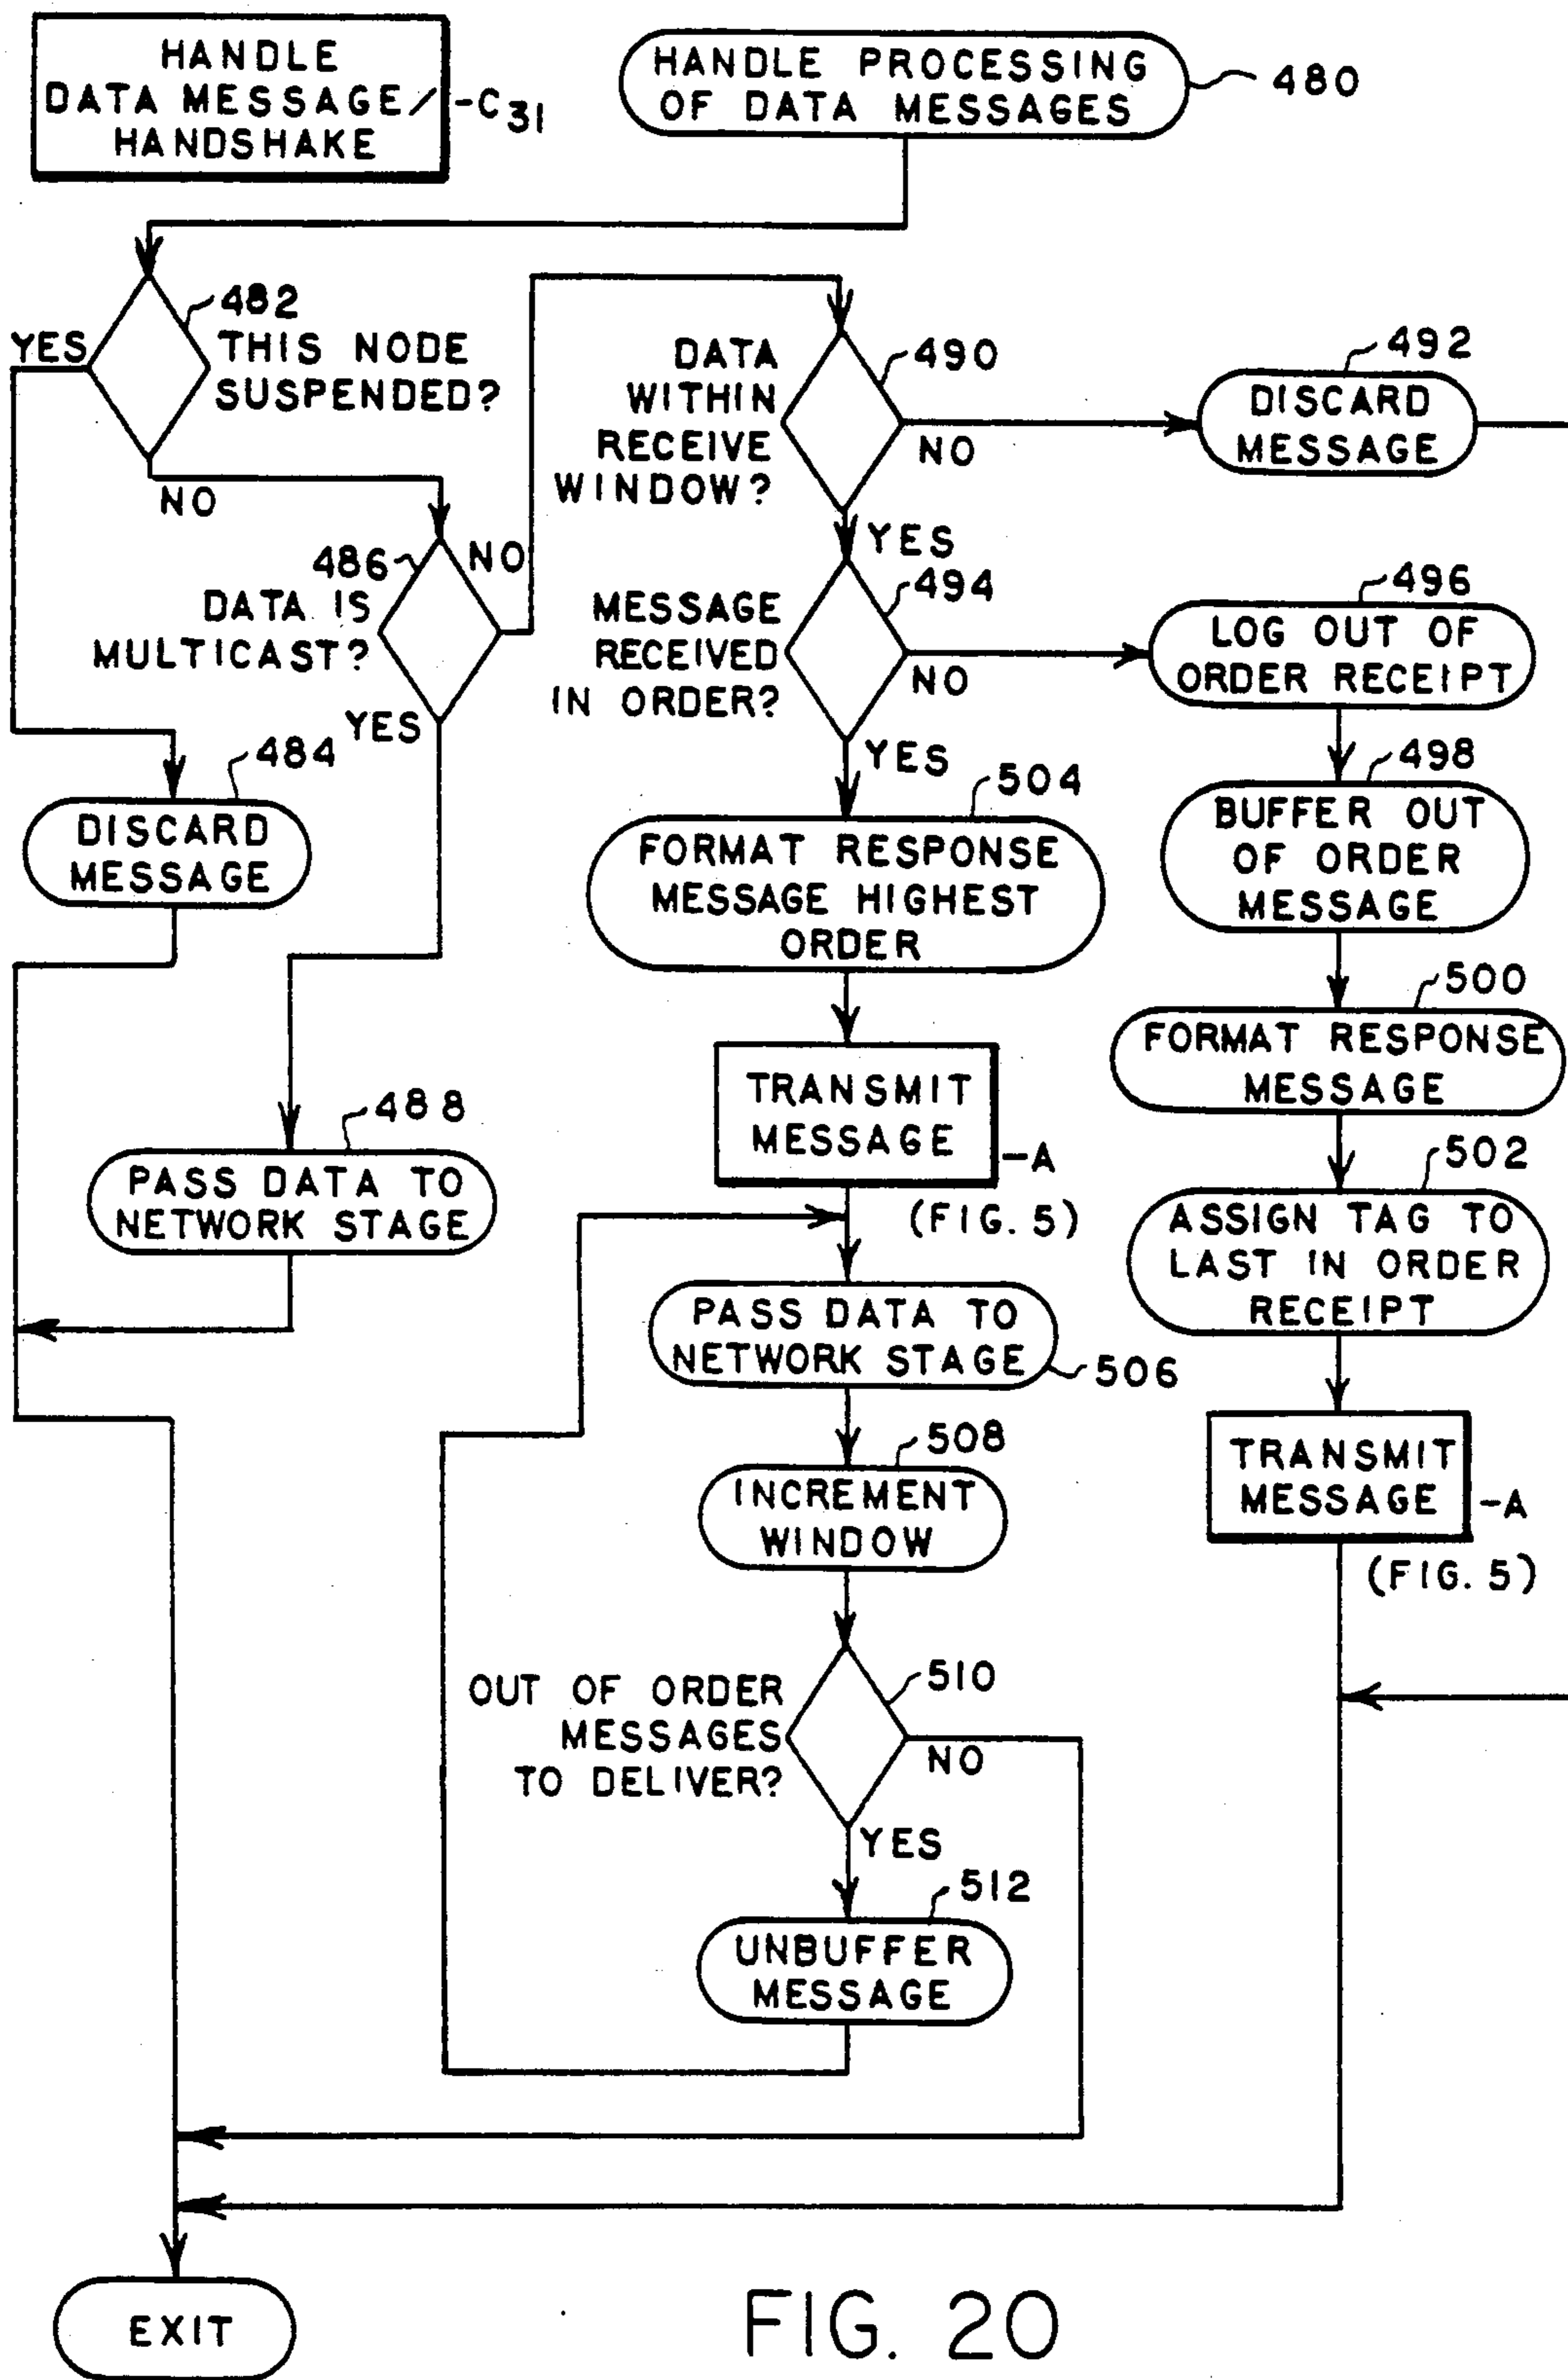 HANDLE
DATA MESSAGE/
HANDSHAKE
-C31
HANDLE PROCESSING
OF DATA MESSAGES
480
482
YES
THIS NODE
SUSPENDED?
NO
486
NO
DATA IS
MULTICAST?
YES
484
DISCARD
MESSAGE
488
PASS DATA TO
NETWORK STAGE
490
DATA
WITHIN
RECEIVE
WINDOW?
NO
YES
492
DISCARD
MESSAGE
494
MESSAGE
RECEIVED
IN ORDER?
NO
YES
496
LOG OUT OF
ORDER RECEIPT
498
BUFFER OUT
OF ORDER
MESSAGE
500
FORMAT RESPONSE
MESSAGE
502
ASSIGN TAG TO
LAST IN ORDER
RECEIPT
TRANSMIT
MESSAGE
-A
(FIG. 5)
504
FORMAT RESPONSE
MESSAGE HIGHEST
ORDER
TRANSMIT
MESSAGE
-A
(FIG. 5)
PASS DATA TO
NETWORK STAGE
506
508
INCREMENT
WINDOW
510
OUT OF ORDER
MESSAGES
TO DELIVER?
NO
YES
512
UNBUFFER
MESSAGE
EXIT
FIG. 20